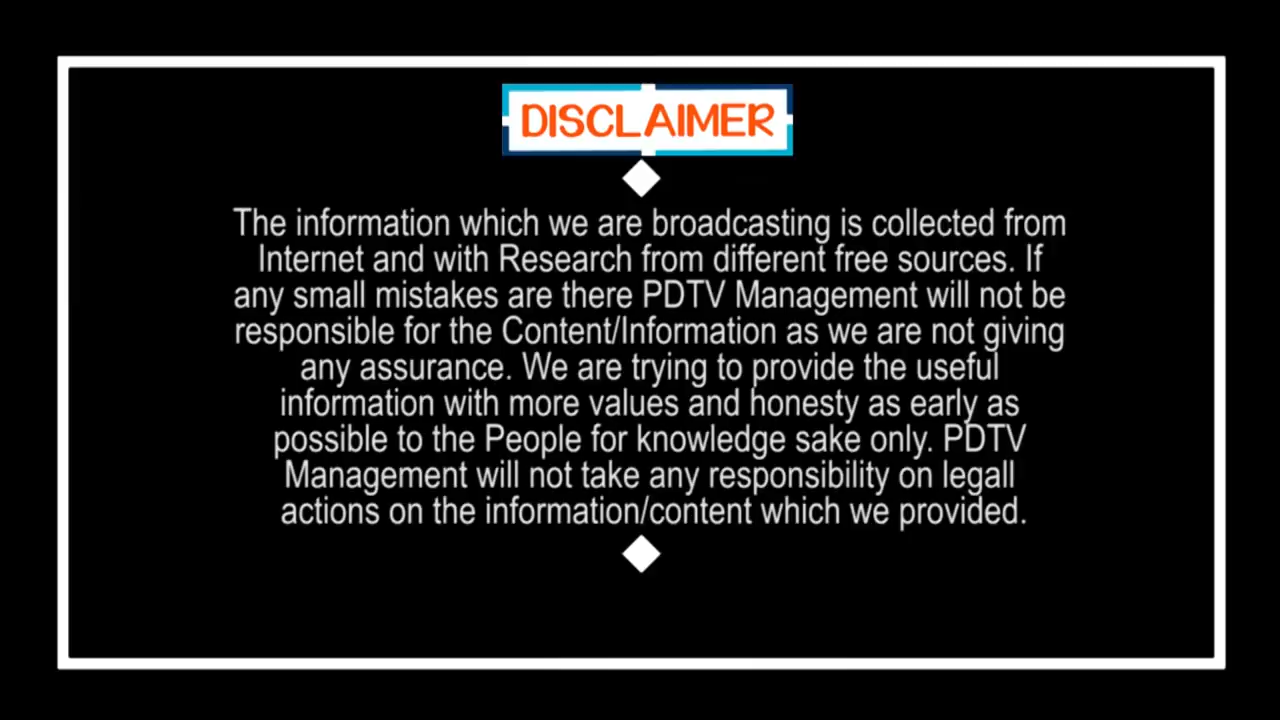 DISCLAIMER
The information which we are broadcasting is collected from
Internet and with Research from different free sources. If
any small mistakes are there PDTV Management will not be
responsible for the Content/Information as we are not giving
any assurance. We are trying to provide the useful
information with more values and honesty as early as
possible to the People for knowledge sake only. PDTV
Management will not take any responsibility on legall
actions on the information/content which we provided.